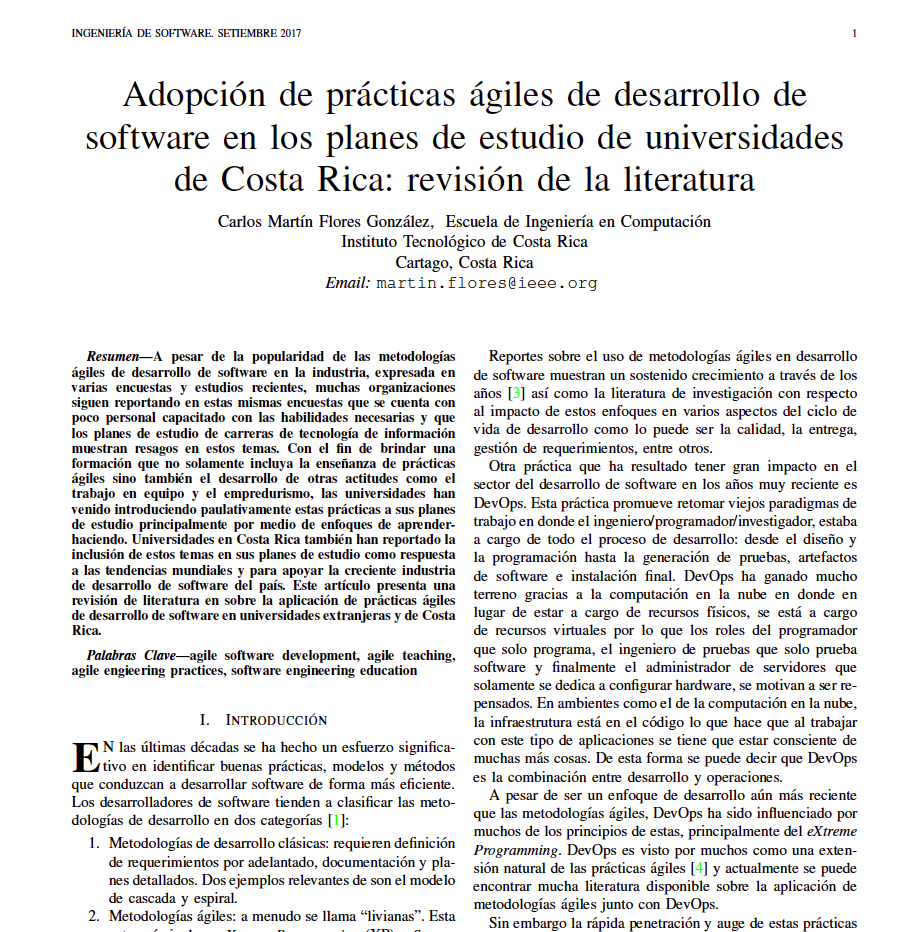 INGENIERÍA DE SOFTWARE. SETIEMBRE 2017
1
Adopción de prácticas ágiles de desarrollo de
software en los planes de estudio de universidades
de Costa Rica: revisión de la literatura
Carlos Martín Flores González, Escuela de Ingeniería en Computación
Instituto Tecnológico de Costa Rica
Cartago, Costa Rica
Email: martin.flores@ieee.org
Resumen—A pesar de la popularidad de las metodologías
ágiles de desarrollo de software en la industria, expresada en
varias encuestas y estudios recientes, muchas organizaciones
siguen reportando en estas mismas encuestas que se cuenta con
poco personal capacitado con las habilidades necesarias y que
los planes de estudio de carreras de tecnología de información
muestran resagos en estos temas. Con el fin de brindar una
formación que no solamente incluya la enseñanza de prácticas
ágiles sino también el desarrollo de otras actitudes como el
trabajo en equipo y el empredurismo, las universidades han
venido introduciendo paulativamente estas prácticas a sus planes
de estudio principalmente por medio de enfoques de aprender-
haciendo. Universidades en Costa Rica también han reportado la
inclusión de estos temas en sus planes de estudio como respuesta
a las tendencias mundiales y para apoyar la creciente industria
de desarrollo de software del país. Este artículo presenta una
revisión de literatura en sobre la aplicación de prácticas ágiles
de desarrollo de software en universidades extranjeras y de Costa
Rica.
Palabras Clave—agile software development, agile teaching,
agile engieering practices, software engineering education
I. INTRODUCCIÓN
EN las últimas décadas se ha hecho un esfuerzo significa-
tivo en identificar buenas prácticas, modelos y métodos
que conduzcan a desarrollar software de forma más eficiente.
Los desarrolladores de software tienden a clasificar las meto-
dologías de desarrollo en dos categorías [1]:
1. Metodologías de desarrollo clásicas: requieren definición
de requerimientos por adelantado, documentación y pla-
nes detallados. Dos ejemplos relevantes de son el modelo
de cascada y espiral.
2. Metodologías ágiles: a menudo se llama “livianas”. Esta
Reportes sobre el uso de metodologías ágiles en desarrollo
de software muestran un sostenido crecimiento a través de los
años [3] así como la literatura de investigación con respecto
al impacto de estos enfoques en varios aspectos del ciclo de
vida de desarrollo como lo puede ser la calidad, la entrega,
gestión de requerimientos, entre otros.
Otra práctica que ha resultado tener gran impacto en el
sector del desarrollo de software en los años muy reciente es
DevOps. Esta práctica promueve retomar viejos paradigmas de
trabajo en donde el ingeniero/programador/investigador, estaba
a cargo de todo el proceso de desarrollo: desde el diseño y
la programación hasta la generación de pruebas, artefactos
de software e instalación final. DevOps ha ganado mucho
terreno gracias a la computación en la nube en donde en
lugar de estar a cargo de recursos físicos, se está a cargo
de recursos virtuales por lo que los roles del programador
que solo programa, el ingeniero de pruebas que solo prueba
software y finalmente el administrador de servidores que
solamente se dedica a configurar hardware, se motivan a ser re-
pensados. En ambientes como el de la computación en la nube,
la infraestrutura está en el código lo que hace que al trabajar
con este tipo de aplicaciones se tiene que estar consciente de
muchas más cosas. De esta forma se puede decir que DevOps
es la combinación entre desarrollo y operaciones.
A pesar de ser un enfoque de desarrollo aún más reciente
que las metodologías ágiles, DevOps ha sido influenciado por
muchos de los principios de estas, principalmente del eXtreme
Programming. DevOps es visto por muchos como una exten-
sión natural de las prácticas ágiles [4] y actualmente se puede
encontrar mucha literatura disponible sobre la aplicación de
metodologías ágiles junto con DevOps.
Sin embargo la rápida penetración y auge de estas prácticas